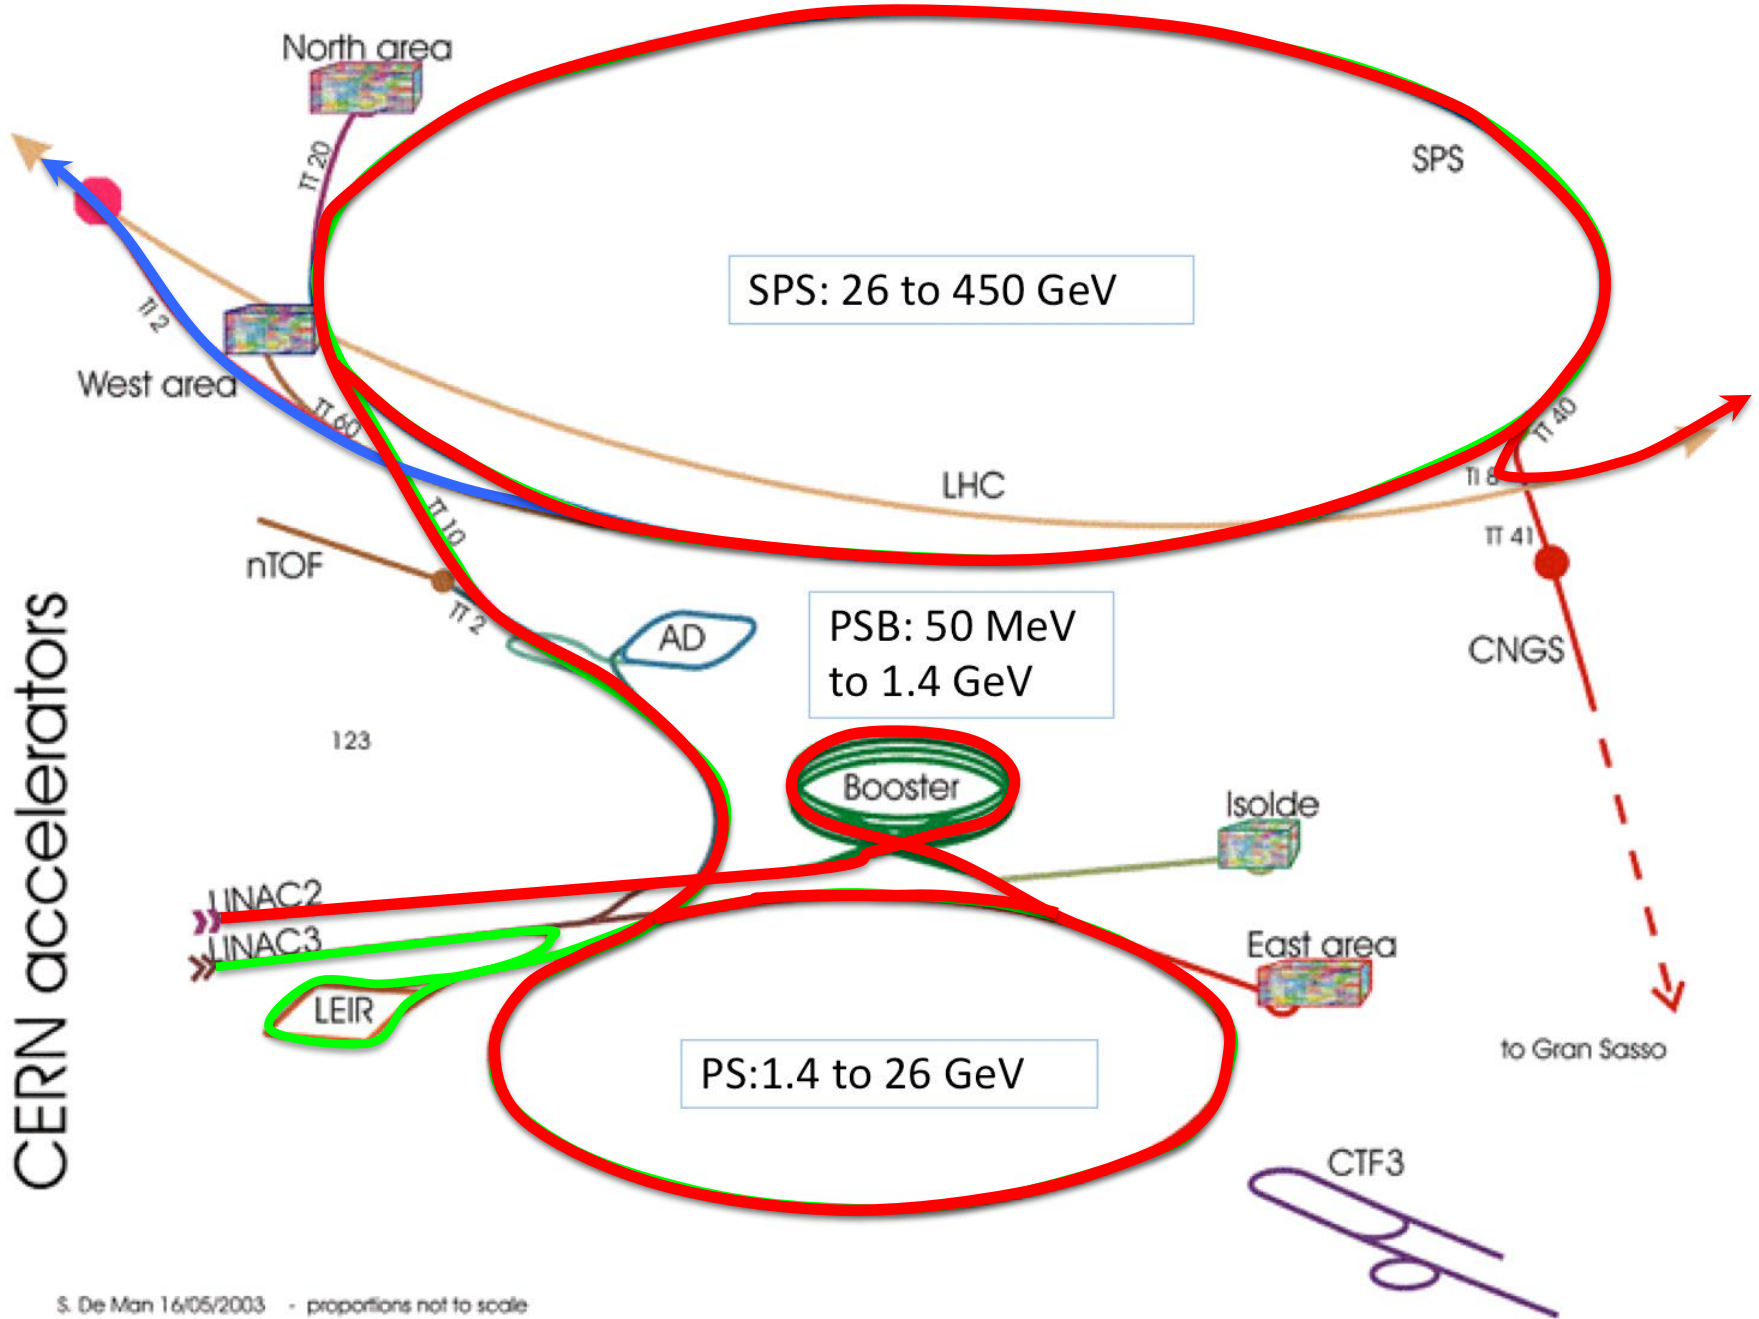 North area
TT 20
SPS
SPS: 26 to 450 GeV
TI 2
West area
TT 60
TT 40
LHC
TI 8
TT 10
TT 41
nTOF
TT 2
AD
PSB: 50 MeV
to 1.4 GeV
CNGS
123
Booster
Isolde
LINAC2
LINAC3
East area
LEIR
PS:1.4 to 26 GeV
to Gran Sasso
CTF3
CERN accelerators
S. De Man 16/05/2003 - proportions not to scale